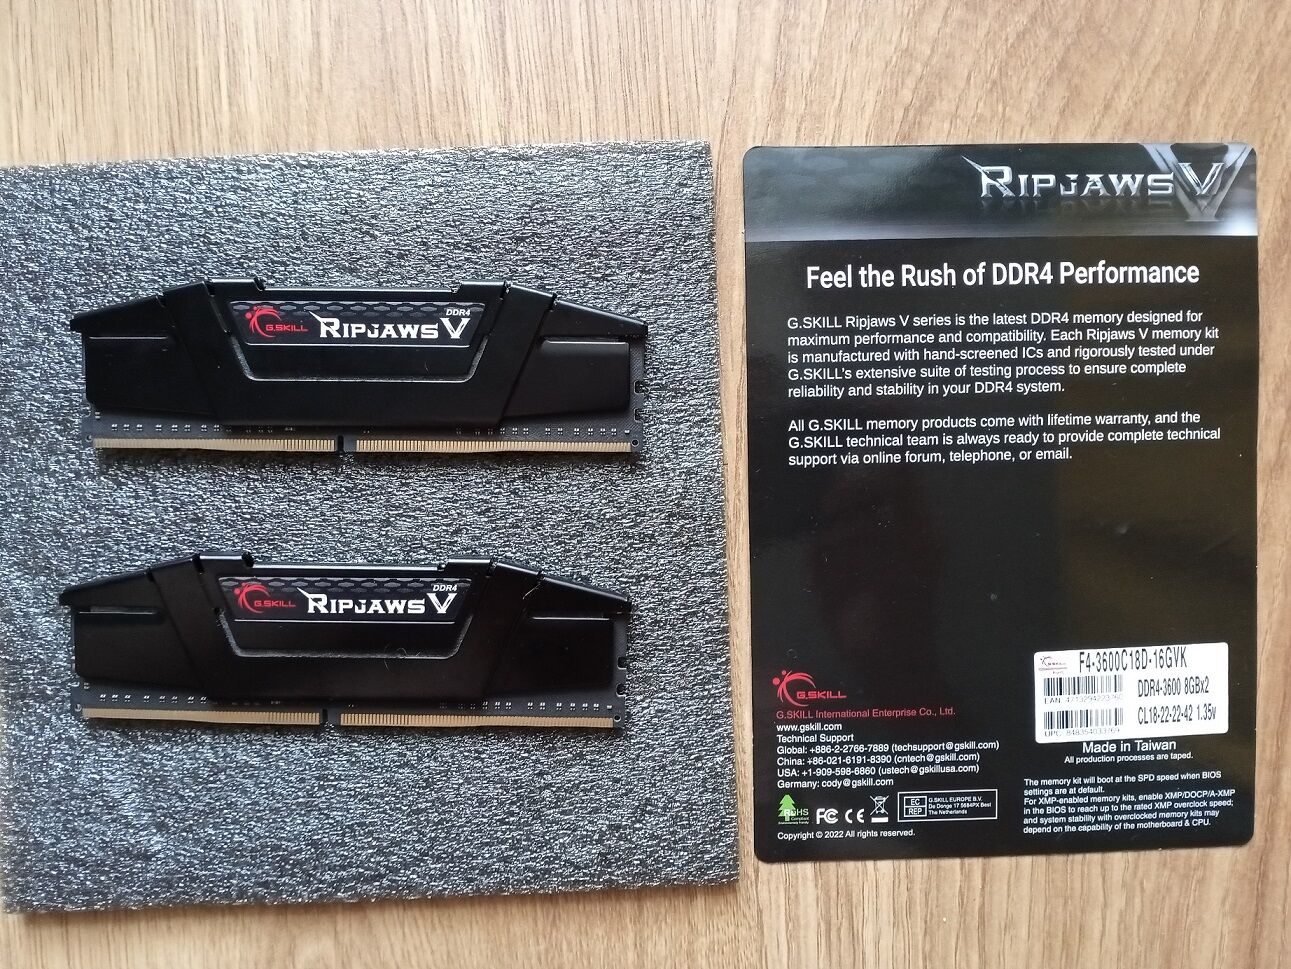 DDR4
G.SKILL RIPJAWS V
DDR4
G.SKILL RIPJAWS V
RIPJAWS V
Feel the Rush of DDR4 Performance
G.SKILL Ripjaws V series is the latest DDR4 memory designed for
maximum performance and compatibility. Each Ripjaws V memory kit
is manufactured with hand-screened ICs and rigorously tested under
G.SKILL's extensive suite of testing process to ensure complete
reliability and stability in your DDR4 system.
All G.SKILL memory products come with lifetime warranty, and the
G.SKILL technical team is always ready to provide complete technical
support via online forum, telephone, or email.
F4-3600C18D-16GVK
DDR4-3600 8GBx2
EAN
CL18-22-22-42 1.35v
UPC
Made in Taiwan
All production processes are taped.
The memory kit will boot at the SPD speed when BIOS
settings are at default.
For XMP-enabled memory kits, enable XMP/DOCP/A-XMP
in the BIOS to reach up to the rated XMP overclock speed;
and system stability with overclocked memory kits may
depend on the capability of the motherboard & CPU.
G.SKILL
G.SKILL International Enterprise Co., Ltd.
www.gskill.com
Technical Support
Global: +886-2-2766-7889 (techsupport@gskill.com)
China: +86-021-6191-8390 (cntech@gskill.com)
USA: +1-909-598-6860 (ustech@gskillusa.com)
Germany: cody@gskill.com
RoHS
Compliant
FC CE
EC REP
G.SKILL EUROPE B.V.
De Donge 17 5684PX Best
The Netherlands
Copyright © 2022 All rights reserved.